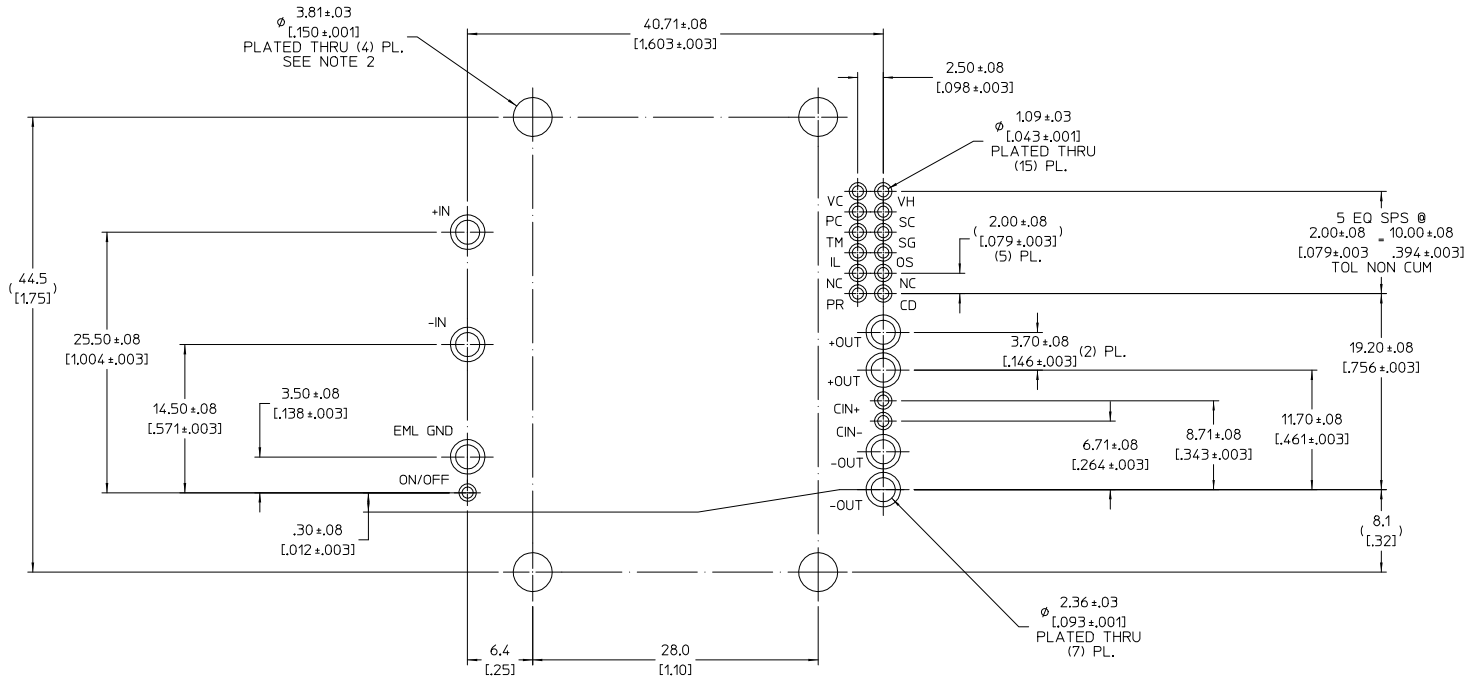 ø 3.81±.03
[.150±.001]
PLATED THRU (4) PL.
SEE NOTE 2
40.71±.08
[1.603±.003]
2.50±.08
[.098±.003]
ø 1.09±.03
[.043±.001]
PLATED THRU
(15) PL.
VC VH
PC SC
TM SG
IL OS
NC NC
PR CD
( 2.00±.08 )
[.079±.003]
(5) PL.
5 EQ SPS @
2.00±.08 = 10.00±.08
[.079±.003 .394±.003]
TOL NON CUM
+IN
( 44.5 )
[1.75]
25.50±.08
[1.004±.003]
-IN
14.50±.08
[.571±.003]
3.50±.08
[.138±.003]
EML GND
ON/OFF
.30±.08
[.012±.003]
+OUT
3.70±.08
[.146±.003] (2) PL.
+OUT
CIN+
CIN-
-OUT
-OUT
6.71±.08
[.264±.003]
8.71±.08
[.343±.003]
11.70±.08
[.461±.003]
19.20±.08
[.756±.003]
( 8.1 )
[.32]
ø 2.36±.03
[.093±.001]
PLATED THRU
(7) PL.
6.4
[.25]
28.0
[1.10]